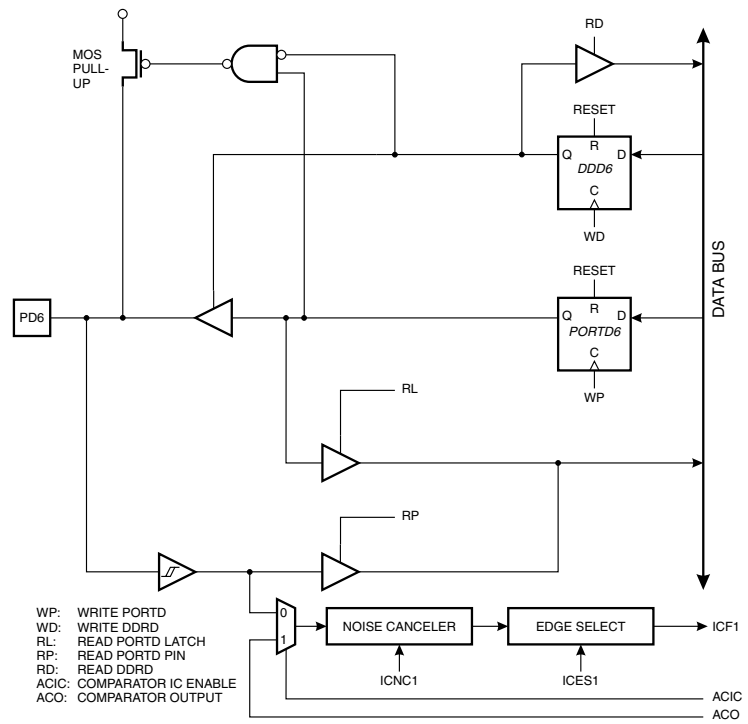 RD
MOS
PULL-
UP
RESET
R
Q
D
DDD6
C
WD
DATA BUS
RESET
R
Q
D
PORTD6
C
WP
PD6
RL
RP
WP: WRITE PORTD
WD: WRITE DDRD
RL: READ PORTD LATCH
RP: READ PORTD PIN
RD: READ DDRD
ACIC: COMPARATOR IC ENABLE
ACO: COMPARATOR OUTPUT
0
1
NOISE CANCELER
EDGE SELECT
ICF1
ICNC1
ICES1
ACIC
ACO